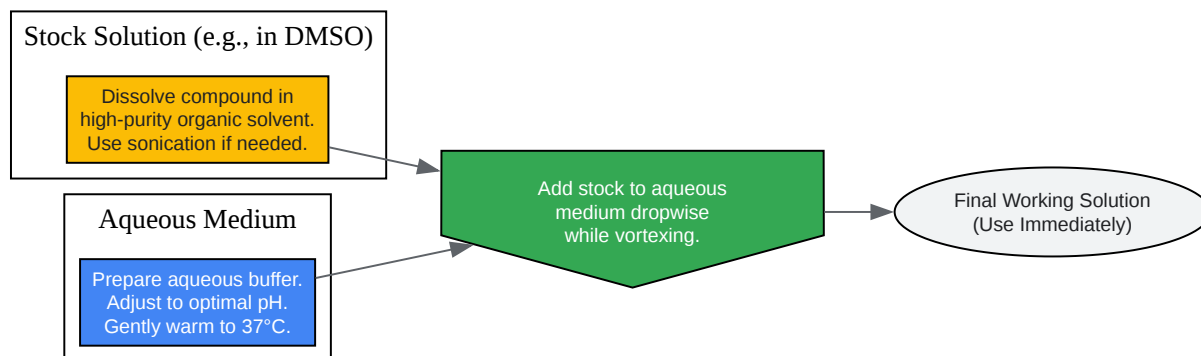 Stock Solution (e.g., in DMSO)
Dissolve compound in
high-purity organic solvent.
Use sonication if needed.
Aqueous Medium
Prepare aqueous buffer.
Adjust to optimal pH.
Gently warm to 37°C.
Add stock to aqueous
medium dropwise
while vortexing.
Final Working Solution
(Use Immediately)